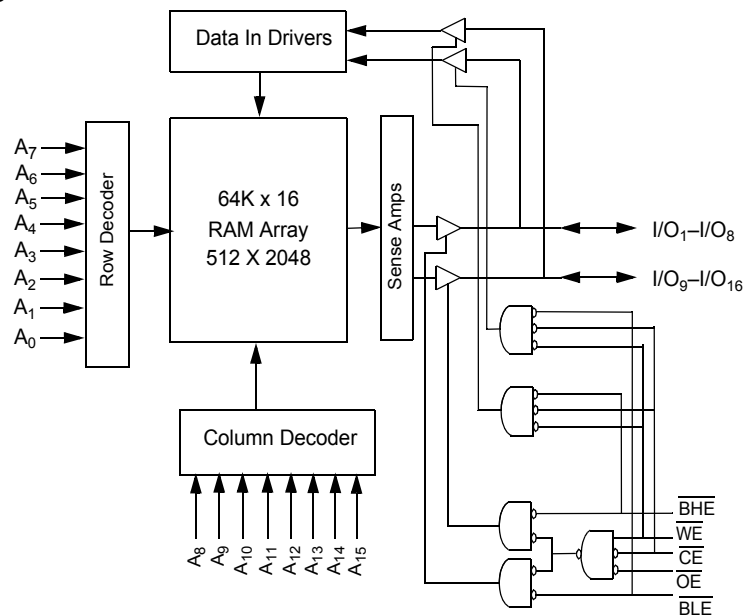 Data In Drivers
A7
A6
A5
A4
A3
A2
A1
A0
Row Decoder
64K x 16
RAM Array
512 X 2048
Sense Amps
I/O1–I/O8
I/O9–I/O16
Column Decoder
A8
A9
A10
A11
A12
A13
A14
A15
BHE
WE
CE
OE
BLE